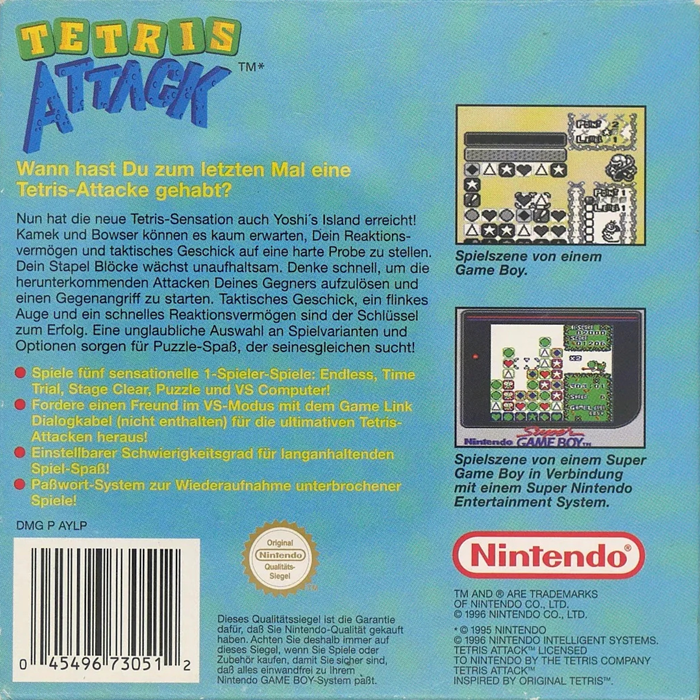 TETRIS
ATTACK™*
Wann hast Du zum letzten Mal eine
Tetris-Attacke gehabt?
Nun hat die neue Tetris-Sensation auch Yoshi´s Island erreicht!
Kamek und Bowser können es kaum erwarten, Dein Reaktions-
vermögen und taktisches Geschick auf eine harte Probe zu stellen.
Dein Stapel Blöcke wächst unaufhaltsam. Denke schnell, um die
herunterkommenden Attacken Deines Gegners aufzulösen und
einen Gegenangriff zu starten. Taktisches Geschick, ein flinkes
Auge und ein schnelles Reaktionsvermögen sind der Schlüssel
zum Erfolg. Eine unglaubliche Auswahl an Spielvarianten und
Optionen sorgen für Puzzle-Spaß, der seinesgleichen sucht!
● Spiele fünf sensationelle 1-Spieler-Spiele: Endless, Time
Trial, Stage Clear, Puzzle und VS Computer!
● Fordere einen Freund im VS-Modus mit dem Game Link
Dialogkabel (nicht enthalten) für die ultimativen Tetris-
Attacken heraus!
● Einstellbarer Schwierigkeitsgrad für langanhaltenden
Spiel-Spaß!
● Paßwort-System zur Wiederaufnahme unterbrochener
Spiele!
DMG P AYLP
0 45496 73051 2
Original
Nintendo
Qualitäts-
Siegel
Dieses Qualitätssiegel ist die Garantie
dafür, daß Sie Nintendo-Qualität gekauft
haben. Achten Sie deshalb immer auf
dieses Siegel, wenn Sie Spiele oder
Zubehör kaufen, damit Sie sicher sind,
daß alles einwandfrei zu Ihrem
Nintendo GAME BOY-System paßt.
Spielszene von einem
Game Boy.
Super
Nintendo GAME BOY™
Spielszene von einem Super
Game Boy in Verbindung
mit einem Super Nintendo
Entertainment System.
Nintendo®
TM AND ® ARE TRADEMARKS
OF NINTENDO CO., LTD.
© 1996 NINTENDO CO., LTD.
* © 1995 NINTENDO
© 1996 NINTENDO INTELLIGENT SYSTEMS.
TETRIS ATTACK™ LICENSED
TO NINTENDO BY THE TETRIS COMPANY
TETRIS ATTACK™
INSPIRED BY ORIGINAL TETRIS™.